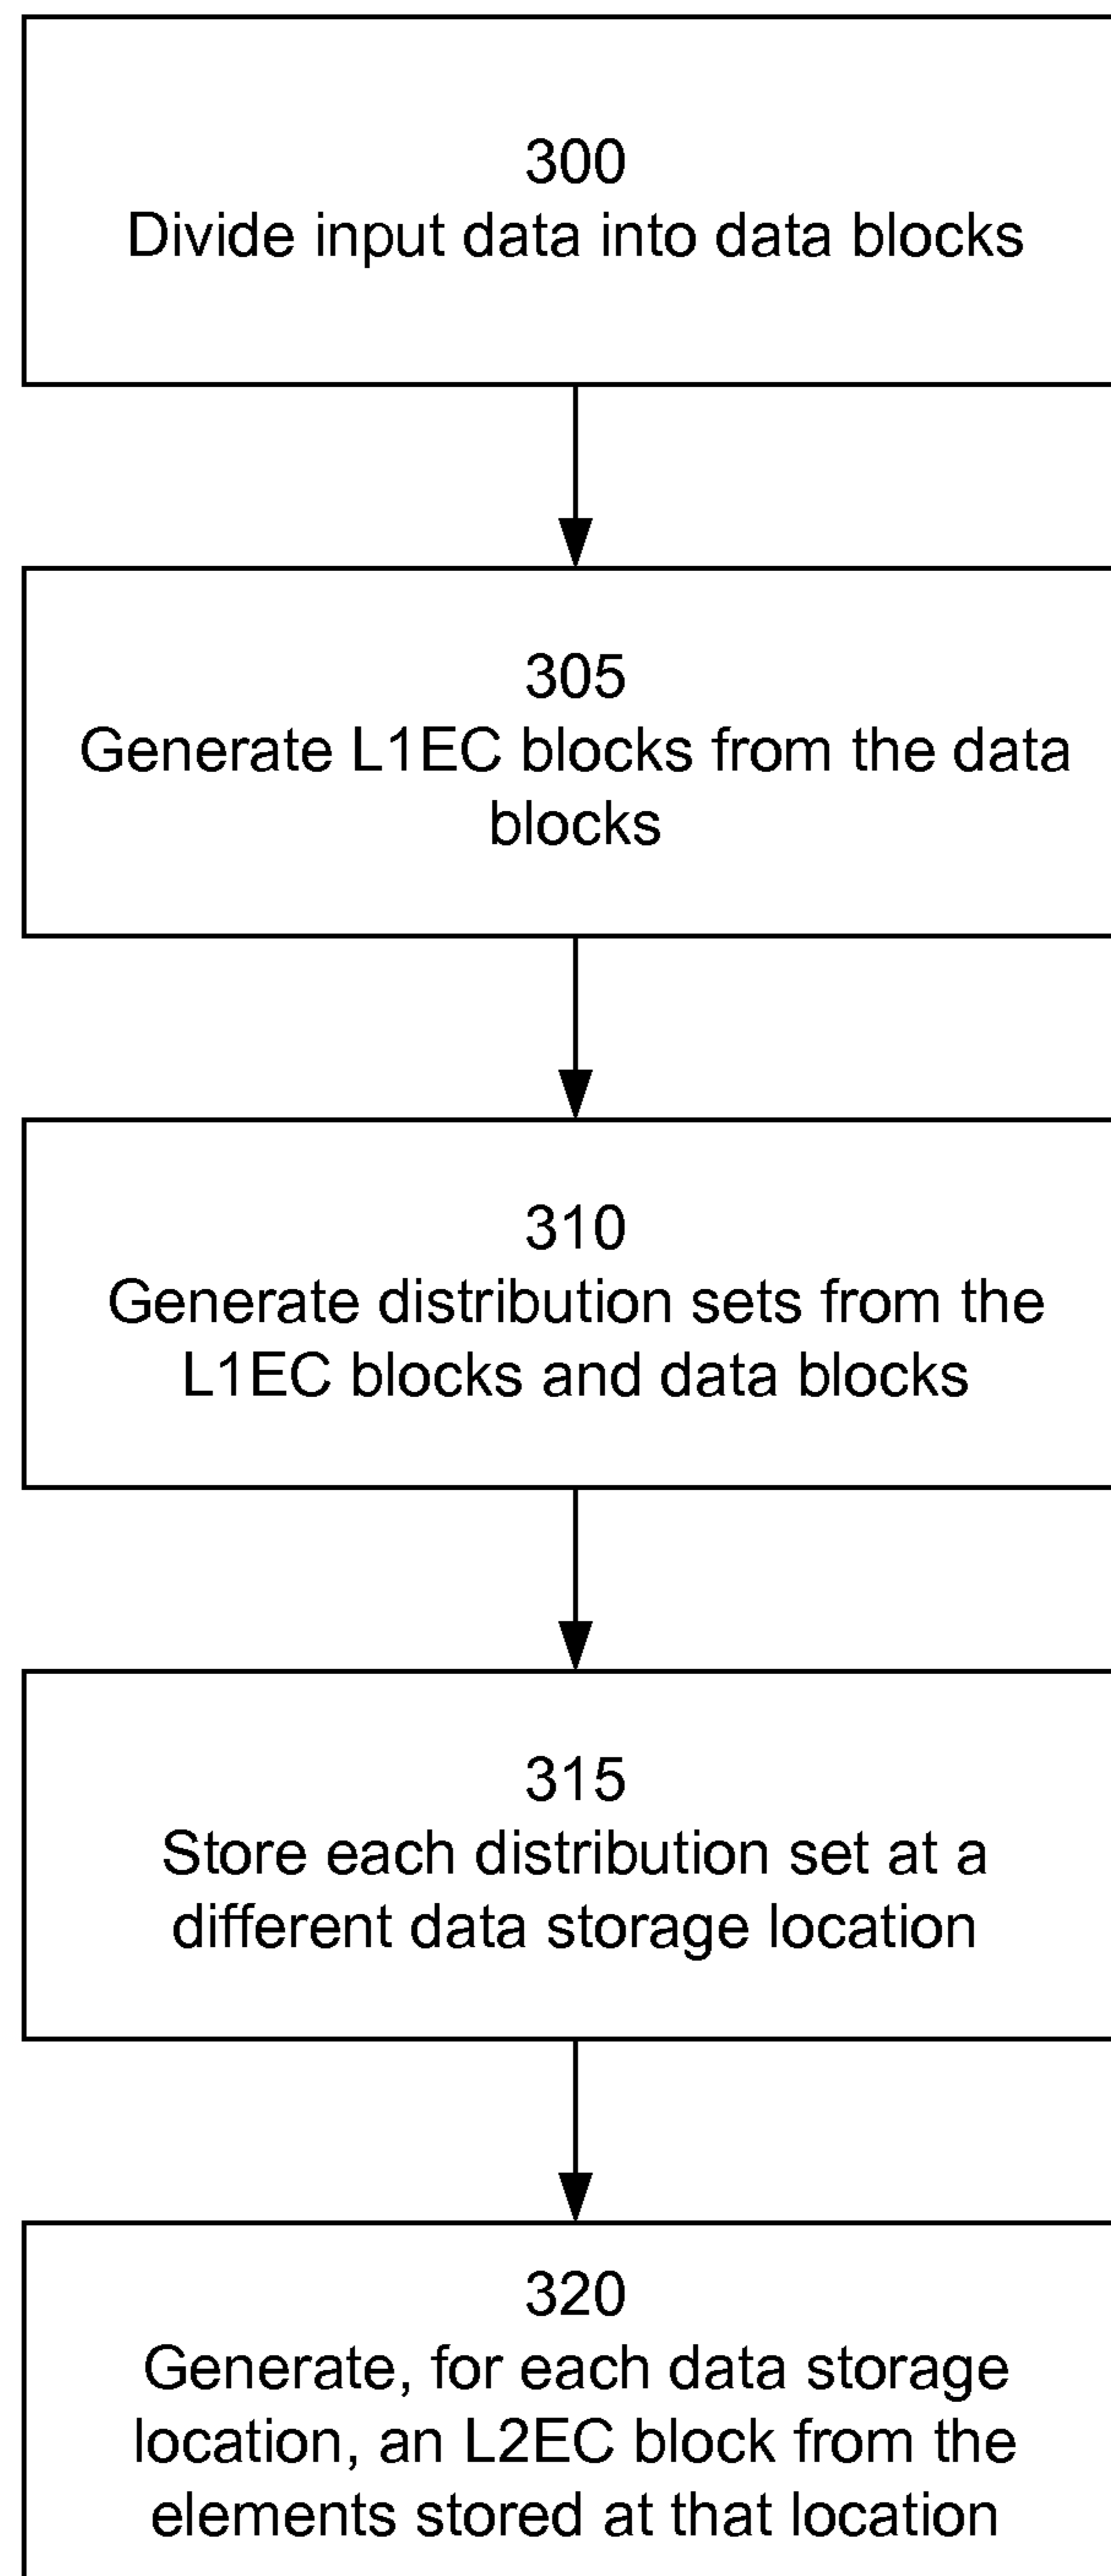 300
Divide input data into data blocks
305
Generate L1EC blocks from the data
blocks
310
Generate distribution sets from the
L1EC blocks and data blocks
315
Store each distribution set at a
different data storage location
320
Generate, for each data storage
location, an L2EC block from the
elements stored at that location